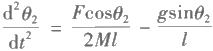 d²θ₂/dt² = Fcosθ₂/2Ml − gsinθ₂/l